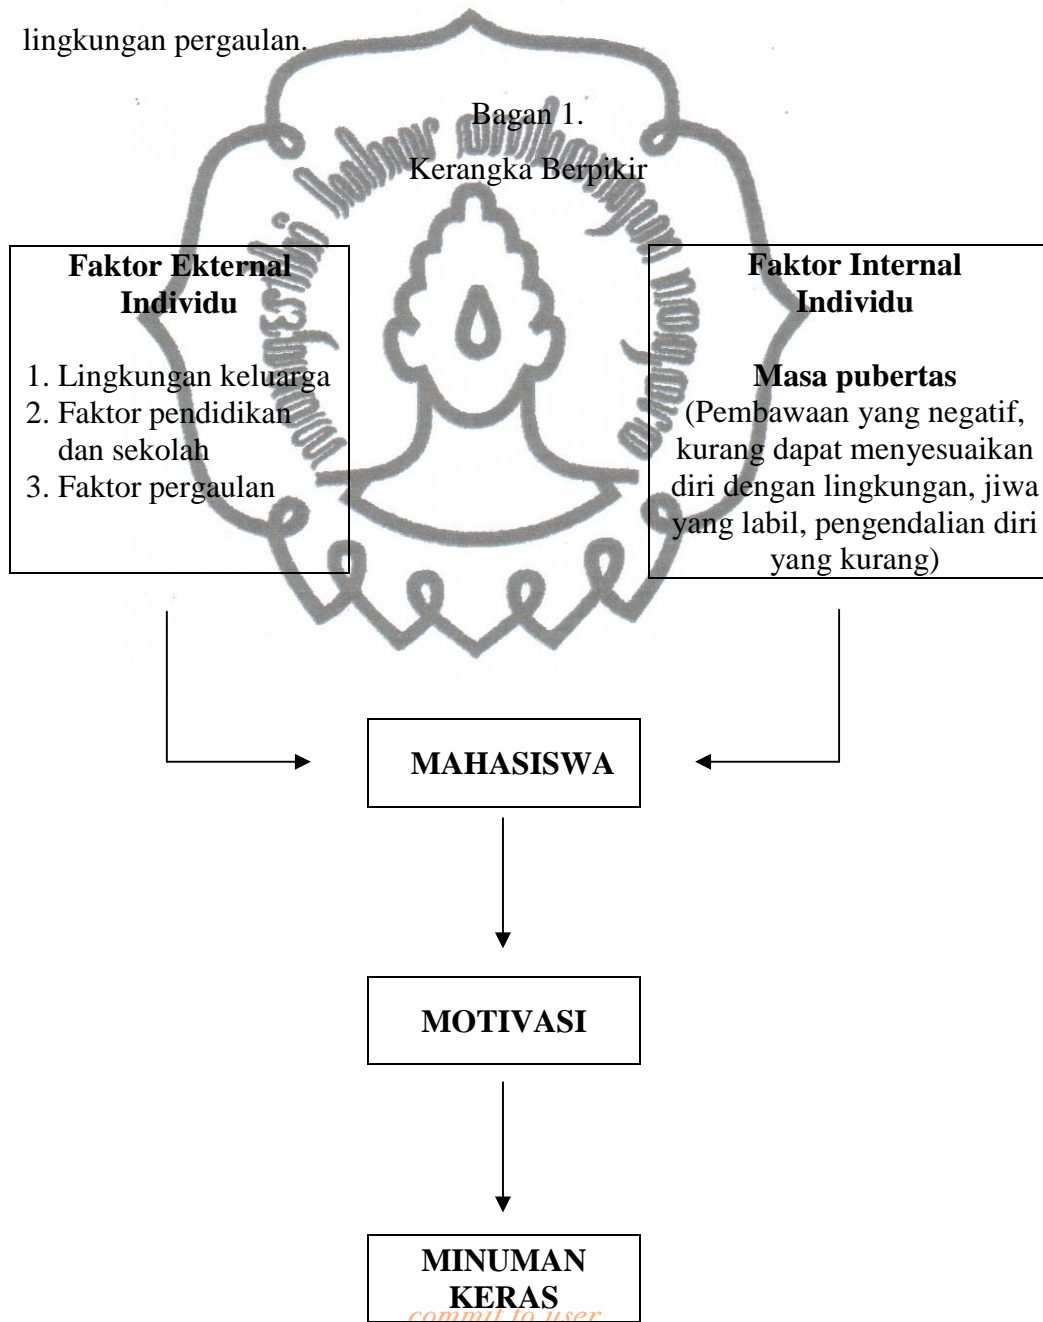 lingkungan pergaulan.
Bagan 1.
Kerangka Berpikir
Faktor Ekternal
Individu
1. Lingkungan keluarga
2. Faktor pendidikan
dan sekolah
3. Faktor pergaulan
Faktor Internal
Individu
Masa pubertas
(Pembawaan yang negatif,
kurang dapat menyesuaikan
diri dengan lingkungan, jiwa
yang labil, pengendalian diri
yang kurang)
MAHASISWA
MOTIVASI
MINUMAN
KERAS
commit to user